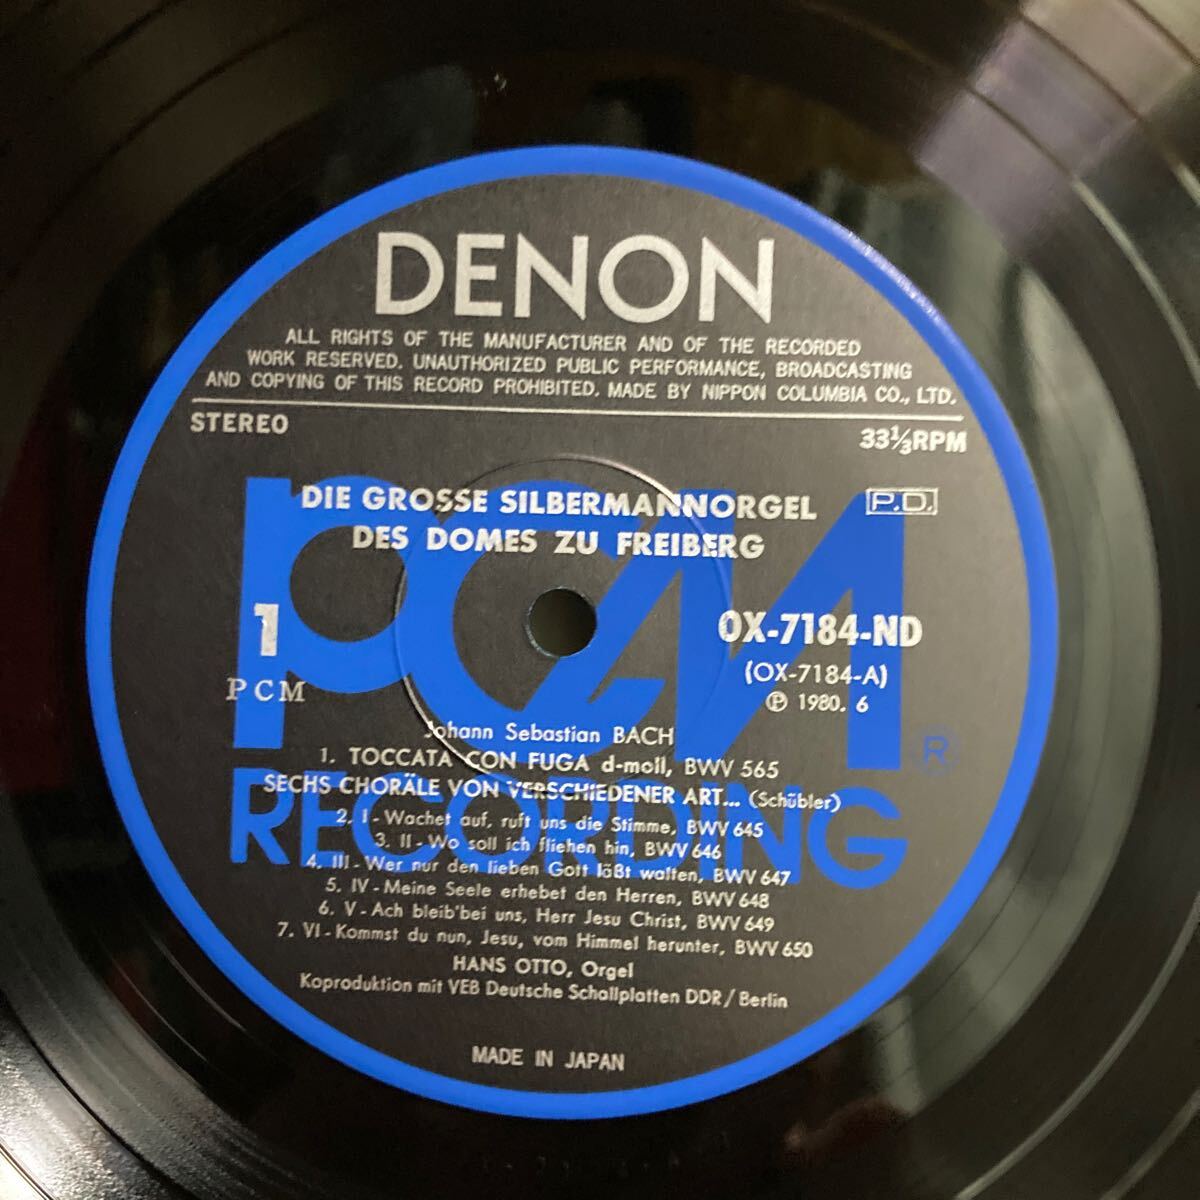 DENON
ALL RIGHTS OF THE MANUFACTURER AND OF THE RECORDED
WORK RESERVED. UNAUTHORIZED PUBLIC PERFORMANCE, BROADCASTING
AND COPYING OF THIS RECORD PROHIBITED. MADE BY NIPPON COLUMBIA CO., LTD.
STEREO
33⅓RPM
PCM
RECORDING
®
DIE GROSSE SILBERMANNORGEL
DES DOMES ZU FREIBERG
P.D.
1
PCM
OX-7184-ND
(OX-7184-A)
℗ 1980. 6
Johann Sebastian BACH
1. TOCCATA CON FUGA d-moll, BWV 565
SECHS CHORÄLE VON VERSCHIEDENER ART... (Schübler)
2. I - Wachet auf, ruft uns die Stimme, BWV 645
3. II - Wo soll ich fliehen hin, BWV 646
4. III - Wer nur den lieben Gott läßt walten, BWV 647
5. IV - Meine Seele erhebet den Herren, BWV 648
6. V - Ach bleib'bei uns, Herr Jesu Christ, BWV 649
7. VI - Kommst du nun, Jesu, vom Himmel herunter, BWV 650
HANS OTTO, Orgel
Koproduktion mit VEB Deutsche Schallplatten DDR / Berlin
MADE IN JAPAN